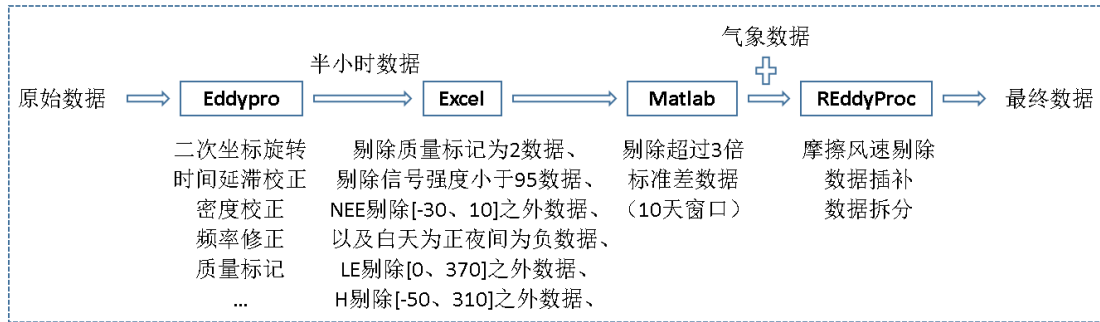 气象数据
半小时数据
原始数据
Eddypro
Excel
Matlab
REddyProc
最终数据
二次坐标旋转
时间延滞校正
密度校正
频率修正
质量标记
...
剔除质量标记为2数据、
剔除信号强度小于95数据、
NEE剔除[-30、10]之外数据、
以及白天为正夜间为负数据、
LE剔除[0、370]之外数据、
H剔除[-50、310]之外数据、
剔除超过3倍
标准差数据
（10天窗口）
摩擦风速剔除
数据插补
数据拆分